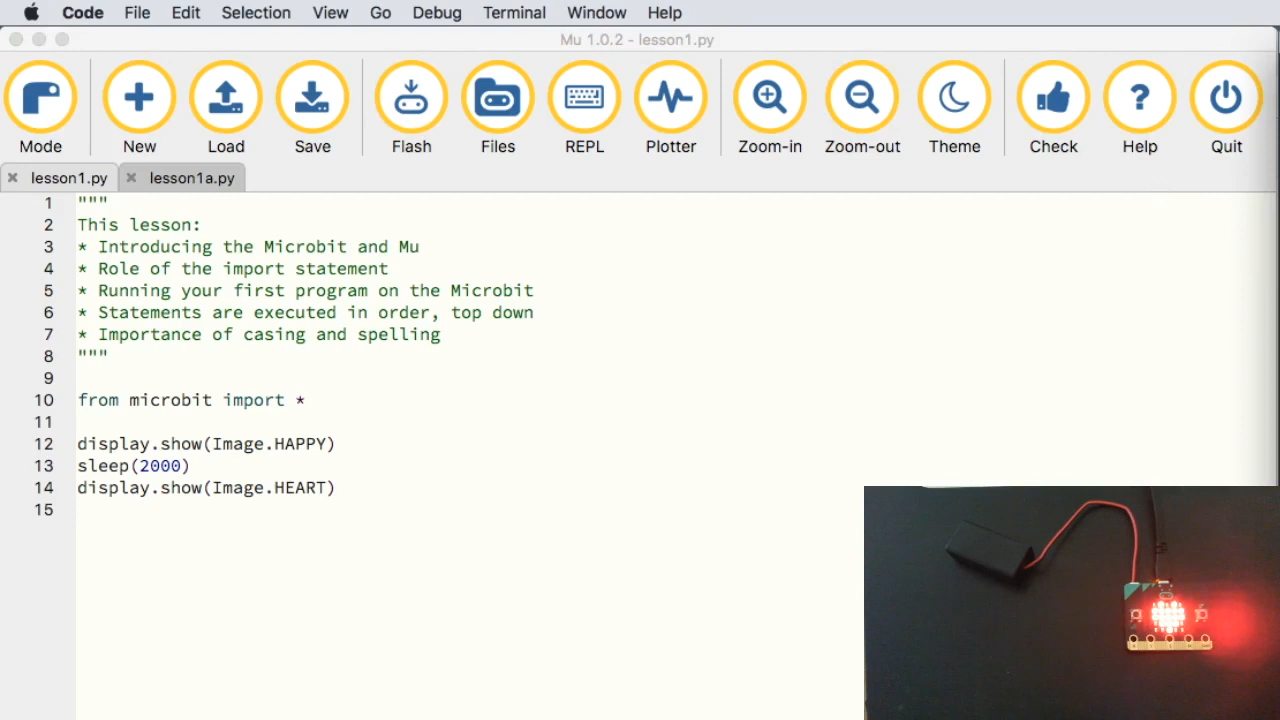 Code File Edit Selection View Go Debug Terminal Window Help
Mu 1.0.2 - lesson1.py
Mode New Load Save Flash Files REPL Plotter Zoom-in Zoom-out Theme Check Help Quit
lesson1.py lesson1a.py
1 """
2 This lesson:
3 * Introducing the Microbit and Mu
4 * Role of the import statement
5 * Running your first program on the Microbit
6 * Statements are executed in order, top down
7 * Importance of casing and spelling
8 """
9
10 from microbit import *
11
12 display.show(Image.HAPPY)
13 sleep(2000)
14 display.show(Image.HEART)
15